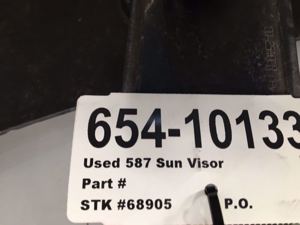 654-10133
Used 587 Sun Visor
Part #
STK #68905 P.O.